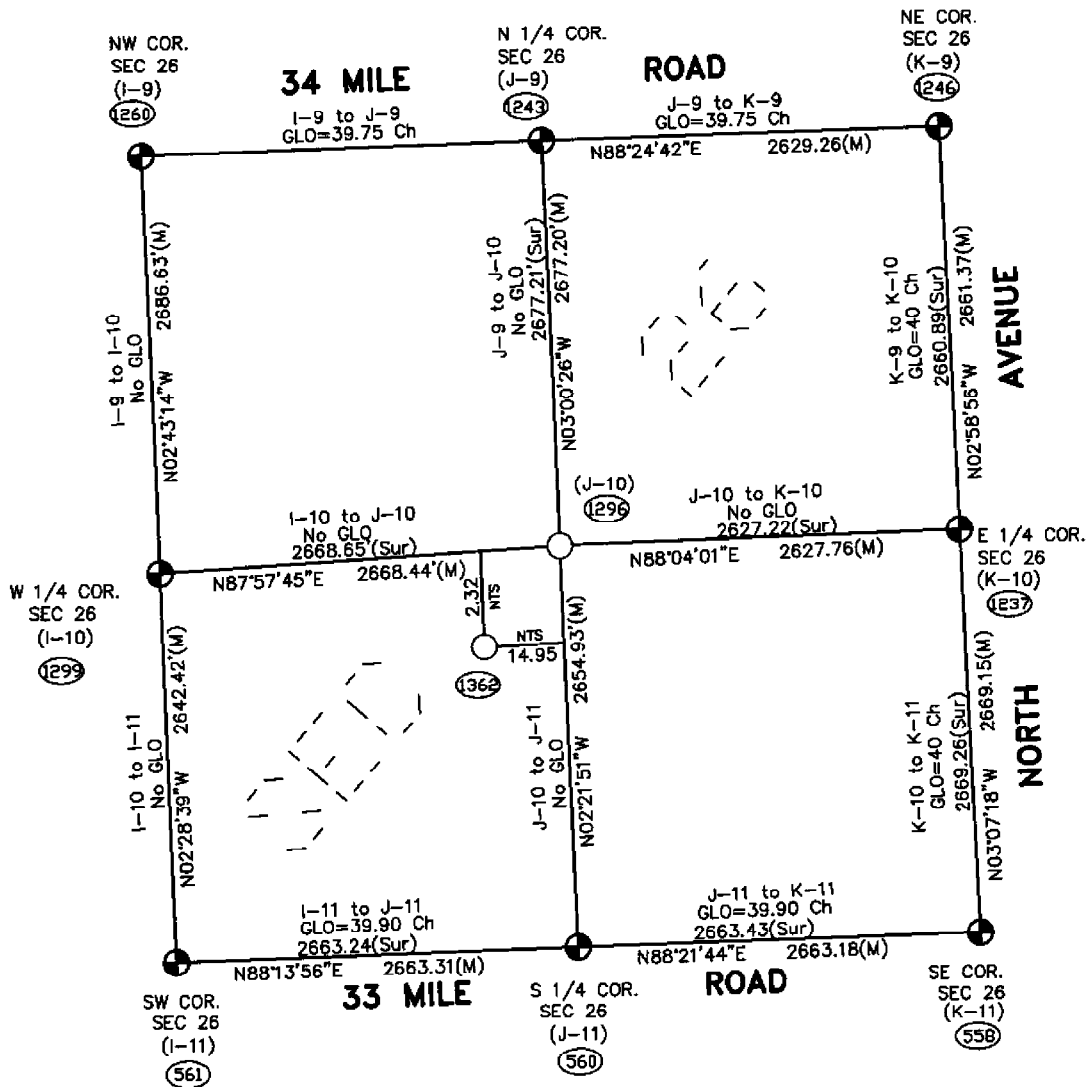 NW COR.
SEC 26
(I-9)
1260
34 MILE
N 1/4 COR.
SEC 26
(J-9)
1243
ROAD
NE COR.
SEC 26
(K-9)
1246
I-9 to J-9
GLO=39.75 Ch
J-9 to K-9
GLO=39.75 Ch
N88°24'42"E 2629.26(M)
I-9 to I-10
No GLO
N02°43'14"W 2686.63'(M)
J-9 to J-10
No GLO
2677.21'(Sur)
N03°00'26"W 2677.20'(M)
K-9 to K-10
GLO=40 Ch
2660.89(Sur)
N02°58'56"W 2661.37(M)
AVENUE
(J-10)
1296
I-10 to J-10
No GLO
2668.65'(Sur)
N87°57'45"E 2668.44'(M)
J-10 to K-10
No GLO
2627.22(Sur)
N88°04'01"E 2627.76(M)
W 1/4 COR.
SEC 26
(I-10)
1299
E 1/4 COR.
SEC 26
(K-10)
1237
2.32
NTS
NTS
14.95
1362
I-10 to I-11
No GLO
N02°28'39"W 2642.42'(M)
J-10 to J-11
No GLO
N02°21'51"W 2654.93'(M)
K-10 to K-11
GLO=40 Ch
2669.26(Sur)
N03°07'18"W 2669.15(M)
NORTH
I-11 to J-11
GLO=39.90 Ch
2663.24(Sur)
N88°13'56"E 2663.31(M)
J-11 to K-11
GLO=39.90 Ch
2663.43(Sur)
N88°21'44"E 2663.18(M)
33 MILE
ROAD
SW COR.
SEC 26
(I-11)
561
S 1/4 COR.
SEC 26
(J-11)
560
SE COR.
SEC 26
(K-11)
558